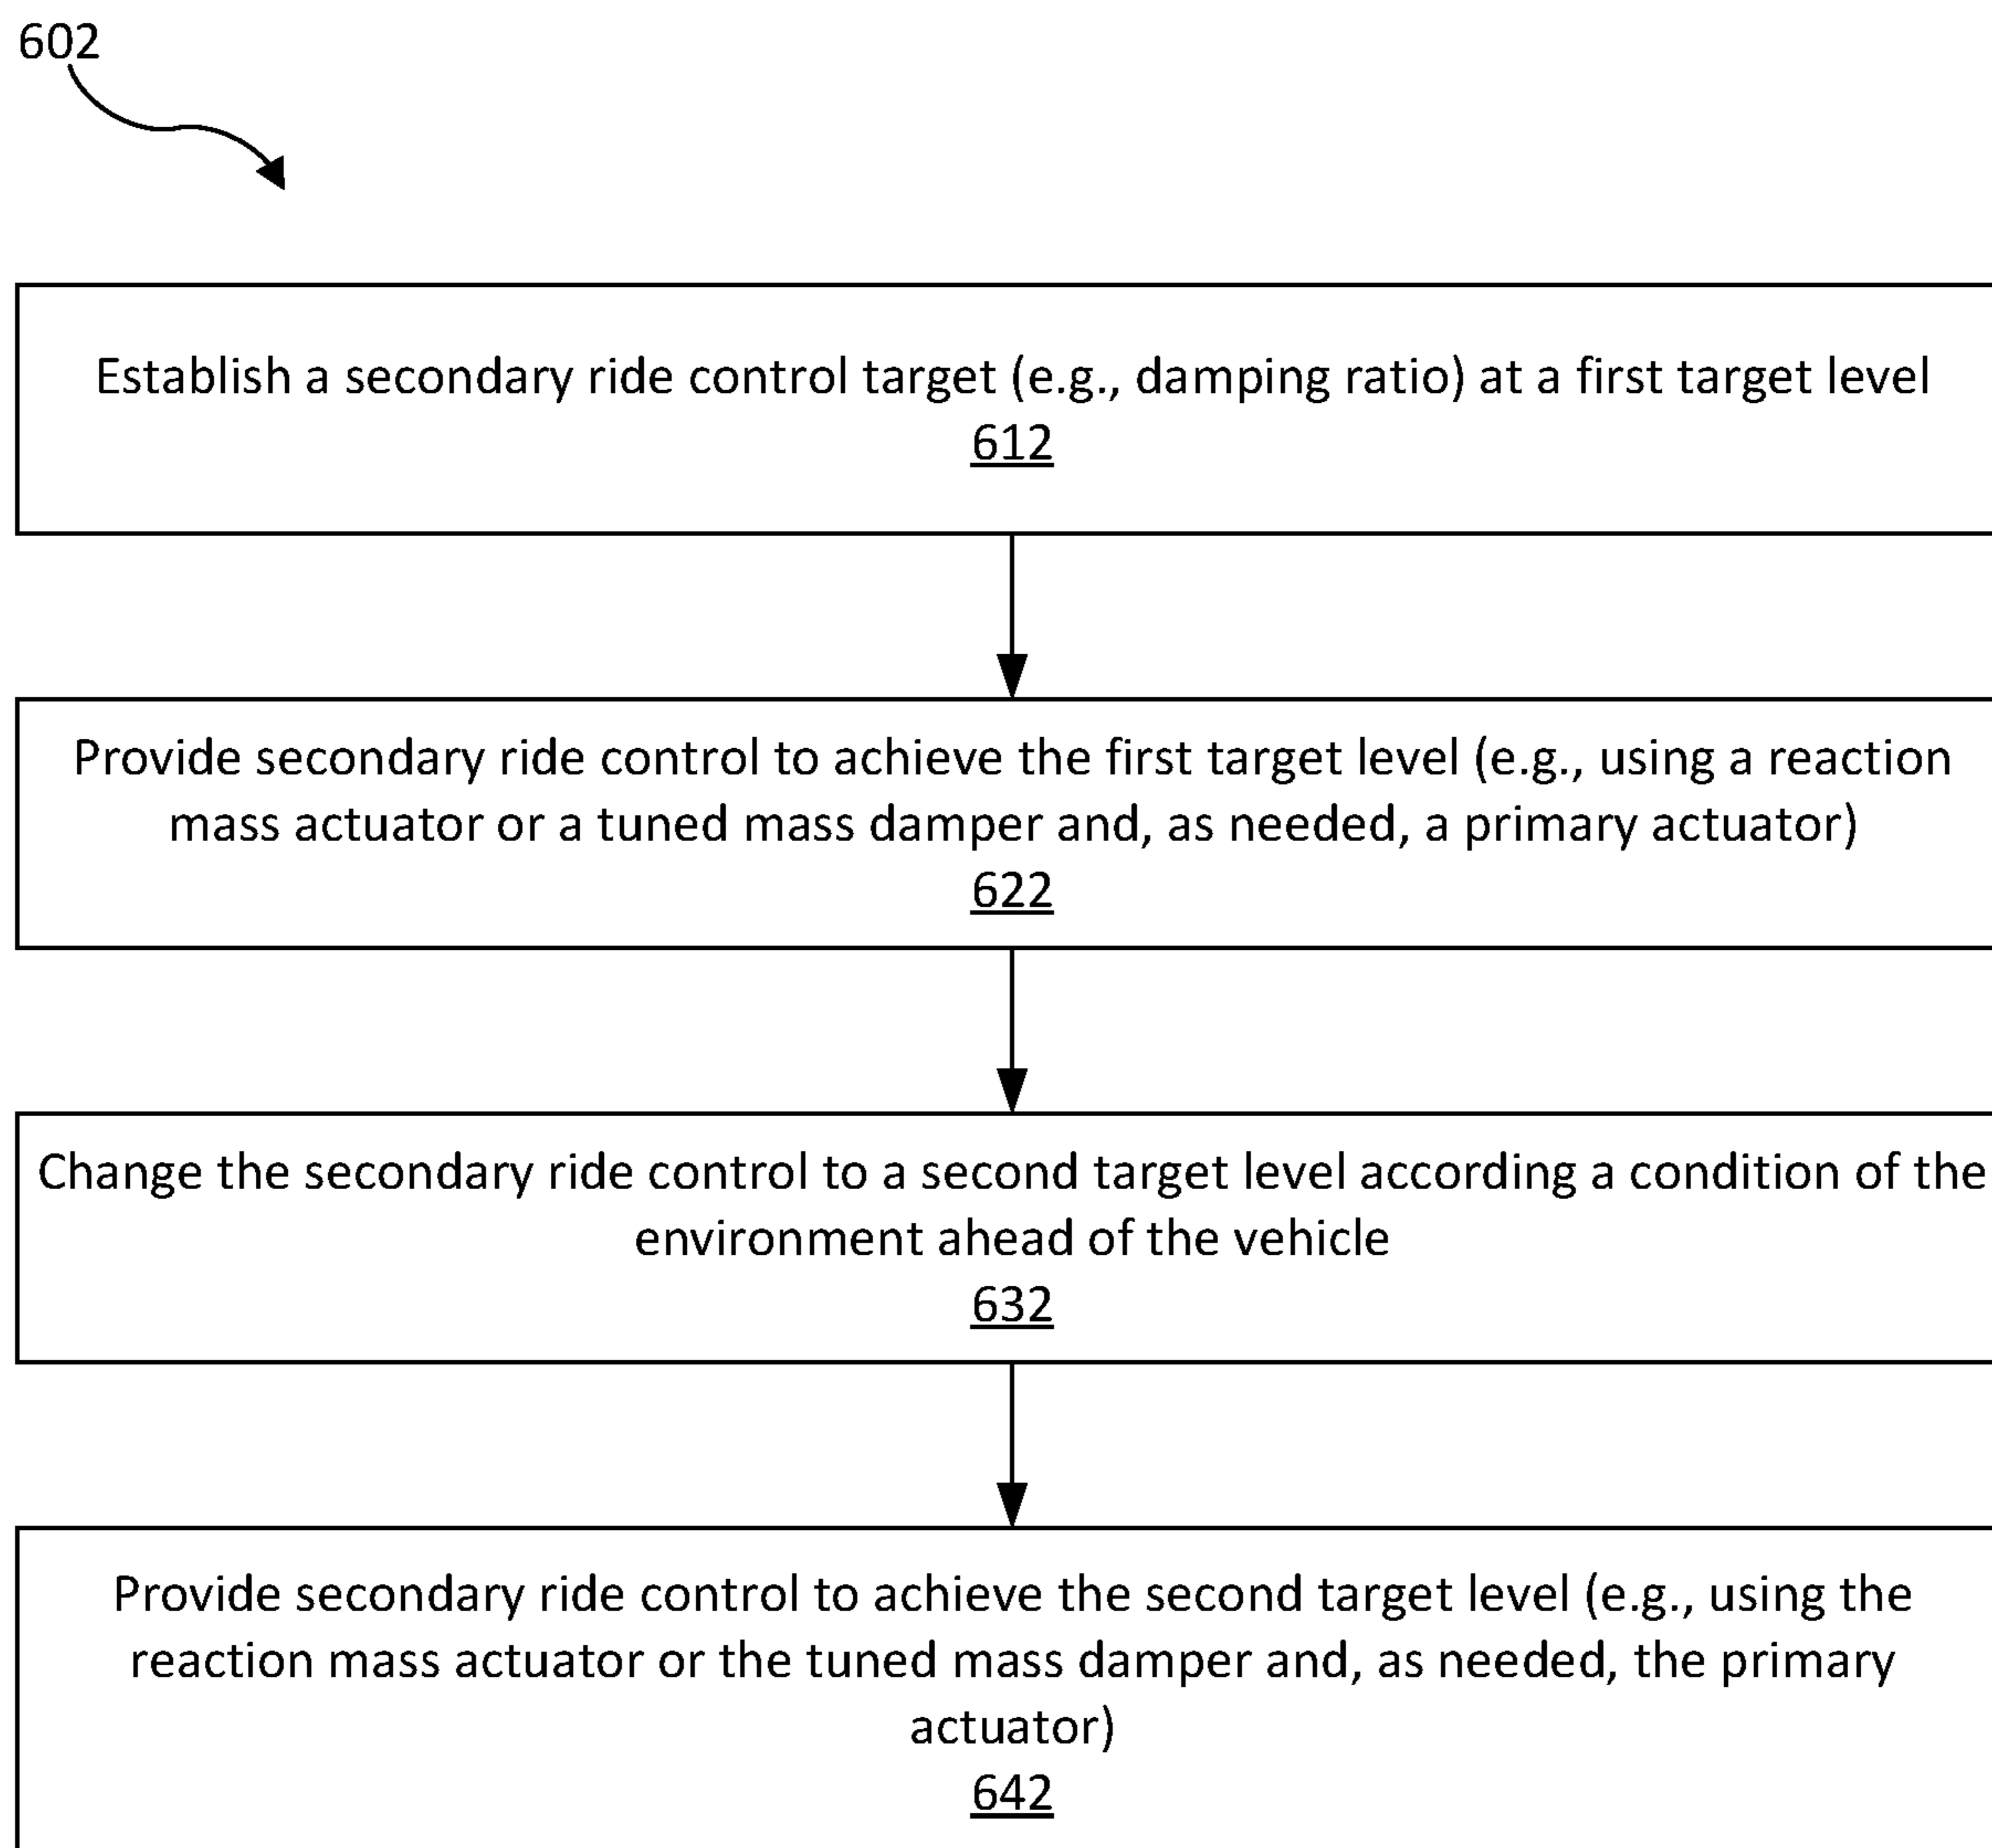 602
Establish a secondary ride control target (e.g., damping ratio) at a first target level
612
Provide secondary ride control to achieve the first target level (e.g., using a reaction
mass actuator or a tuned mass damper and, as needed, a primary actuator)
622
Change the secondary ride control to a second target level according a condition of the
environment ahead of the vehicle
632
Provide secondary ride control to achieve the second target level (e.g., using the
reaction mass actuator or the tuned mass damper and, as needed, the primary
actuator)
642